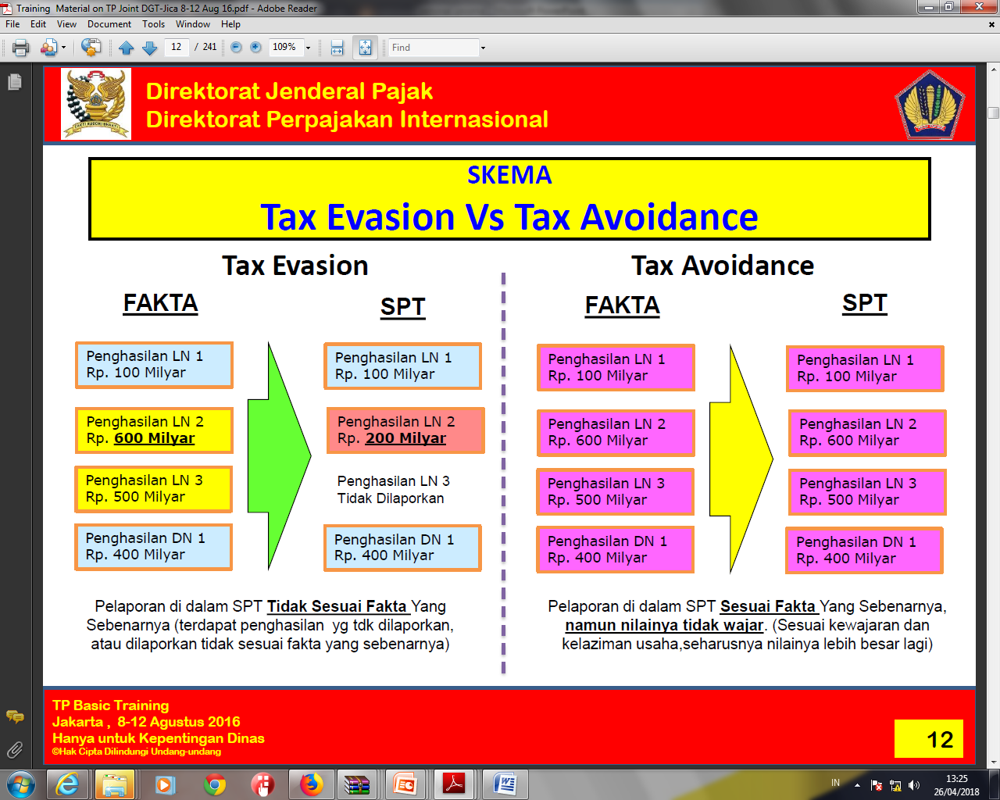 Training  Material on TP Joint DGT-Jica 8-12 Aug 16.pdf - Adobe Reader
File Edit View Document Tools Window Help
12 / 241 109% Find
Direktorat Jenderal Pajak
Direktorat Perpajakan Internasional
SKEMA
Tax Evasion Vs Tax Avoidance
Tax Evasion
FAKTA
SPT
Penghasilan LN 1
Rp. 100 Milyar
Penghasilan LN 1
Rp. 100 Milyar
Penghasilan LN 2
Rp. 600 Milyar
Penghasilan LN 2
Rp. 200 Milyar
Penghasilan LN 3
Rp. 500 Milyar
Penghasilan LN 3
Tidak Dilaporkan
Penghasilan DN 1
Rp. 400 Milyar
Penghasilan DN 1
Rp. 400 Milyar
Pelaporan di dalam SPT Tidak Sesuai Fakta Yang
Sebenarnya (terdapat penghasilan  yg tdk dilaporkan,
atau dilaporkan tidak sesuai fakta yang sebenarnya)
Tax Avoidance
FAKTA
SPT
Penghasilan LN 1
Rp. 100 Milyar
Penghasilan LN 1
Rp. 100 Milyar
Penghasilan LN 2
Rp. 600 Milyar
Penghasilan LN 2
Rp. 600 Milyar
Penghasilan LN 3
Rp. 500 Milyar
Penghasilan LN 3
Rp. 500 Milyar
Penghasilan DN 1
Rp. 400 Milyar
Penghasilan DN 1
Rp. 400 Milyar
Pelaporan di dalam SPT Sesuai Fakta Yang Sebenarnya,
namun nilainya tidak wajar. (Sesuai kewajaran dan
kelaziman usaha,seharusnya nilainya lebih besar lagi)
TP Basic Training
Jakarta ,  8-12 Agustus 2016
Hanya untuk Kepentingan Dinas
©Hak Cipta Dilindungi Undang-undang
12
IN
13:25
26/04/2018